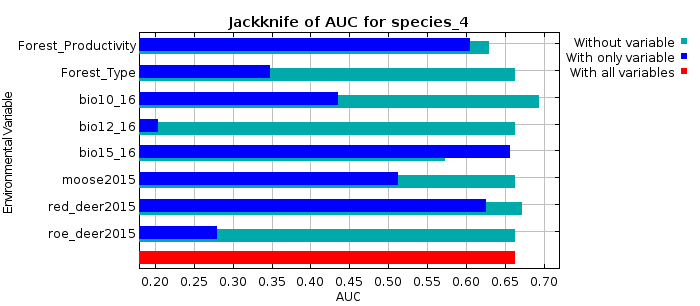 Jackknife of AUC for species_4
Environmental Variable
Forest_Productivity
Forest_Type
bio10_16
bio12_16
bio15_16
moose2015
red_deer2015
roe_deer2015
0.20 0.25 0.30 0.35 0.40 0.45 0.50 0.55 0.60 0.65 0.70
AUC
Without variable
With only variable
With all variables